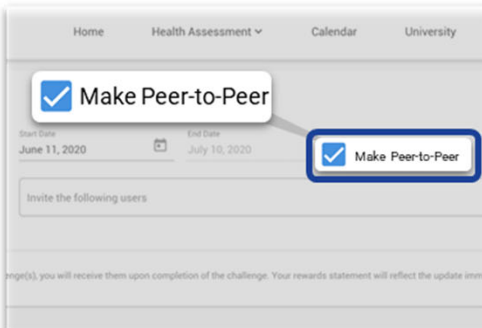 Home Health Assessment Calendar University
Make Peer-to-Peer
Start Date End Date
June 11, 2020 July 10, 2020
Make Peer-to-Peer
Invite the following users
enge(s), you will receive them upon completion of the challenge. Your rewards statement will reflect the update imm